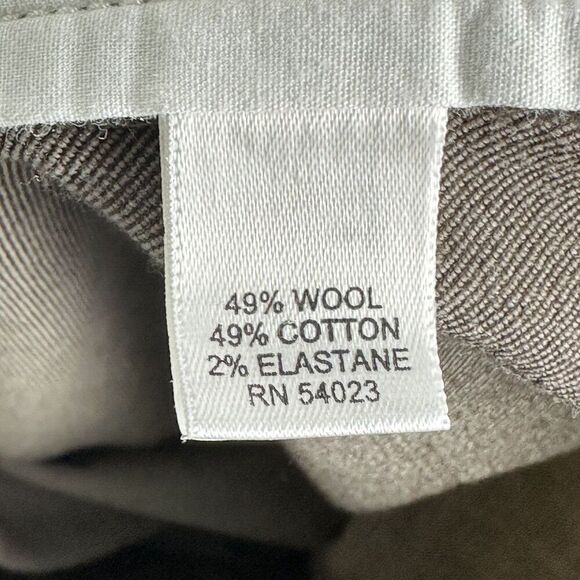 49% WOOL
49% COTTON
2% ELASTANE
RN 54023